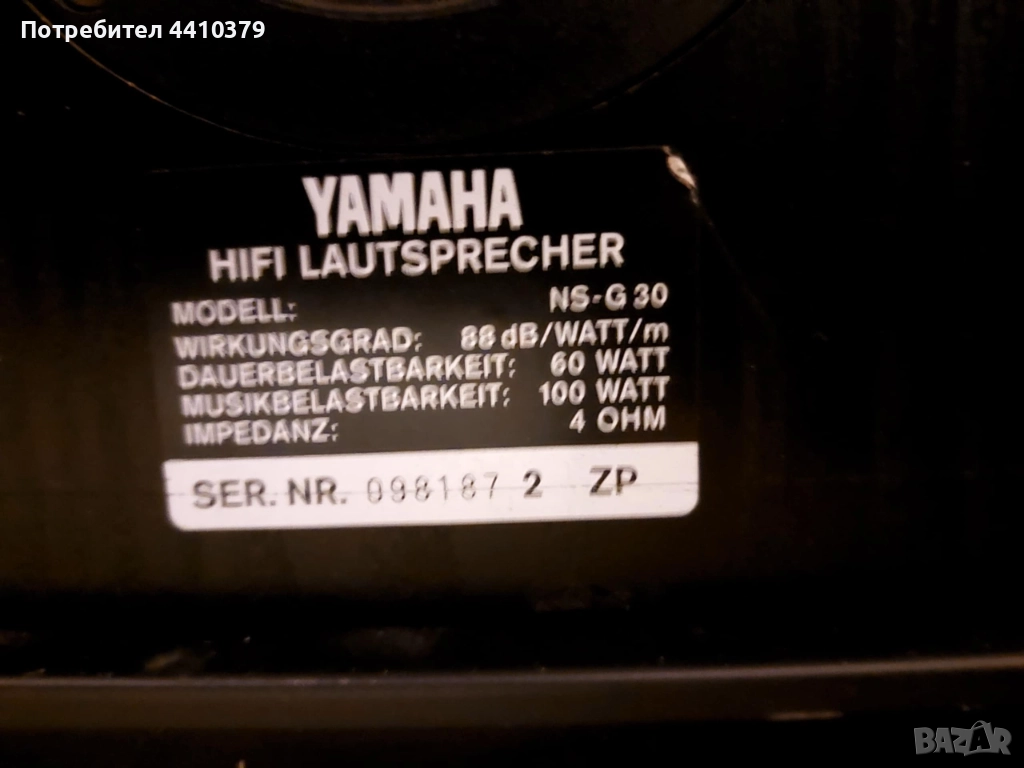 Потребител 4410379
YAMAHA
HIFI LAUTSPRECHER
MODELL: NS-G 30
WIRKUNGSGRAD: 88 dB/WATT/m
DAUERBELASTBARKEIT: 60 WATT
MUSIKBELASTBARKEIT: 100 WATT
IMPEDANZ: 4 OHM
SER. NR. 098187 2 ZP
BAZAR